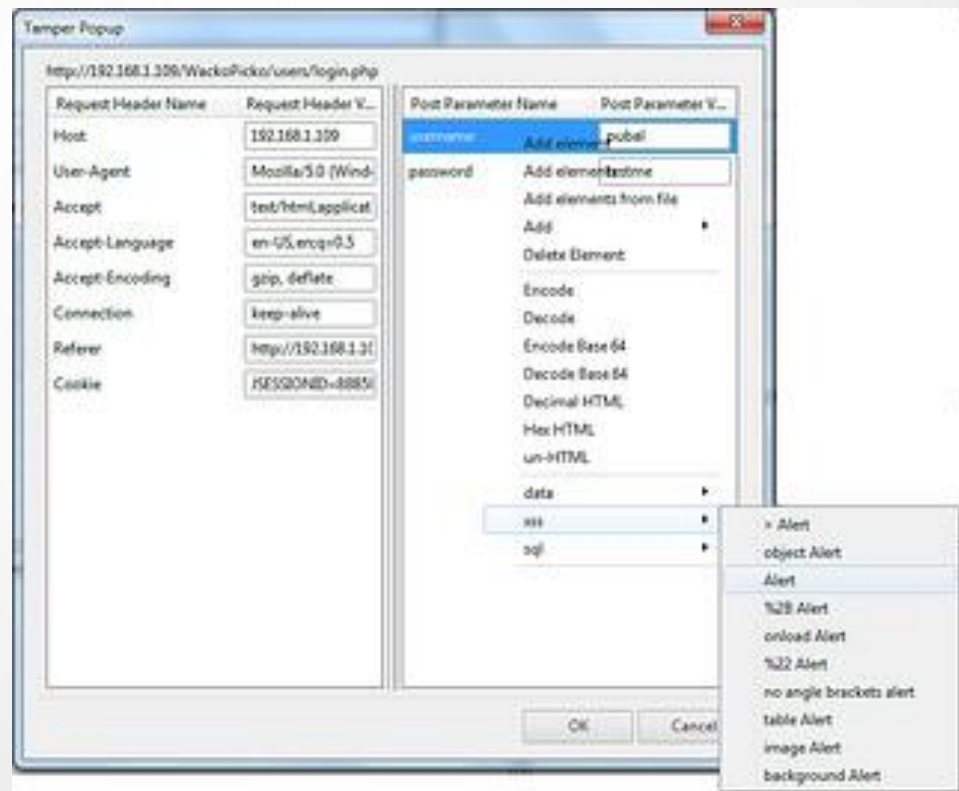 Tamper Popup
http://192.168.1.109/WackoPicko/users/login.php
Request Header Name Request Header V...
Host 192.168.1.109
User-Agent Mozilla/5.0 (Wind-
Accept text/html,applicat
Accept-Language en-US,en;q=0.5
Accept-Encoding gzip, deflate
Connection keep-alive
Referer http://192.168.1.10
Cookie JSESSIONID=8885
Post Parameter Name Post Parameter V...
username pubal
password testme
Add element
Add elements
Add elements from file
Add
Delete Element
Encode
Decode
Encode Base 64
Decode Base 64
Decimal HTML
Hex HTML
un-HTML
data
xss
sql
> Alert
object Alert
Alert
%2B Alert
onload Alert
%22 Alert
no angle brackets alert
table Alert
image Alert
background Alert
OK Cancel